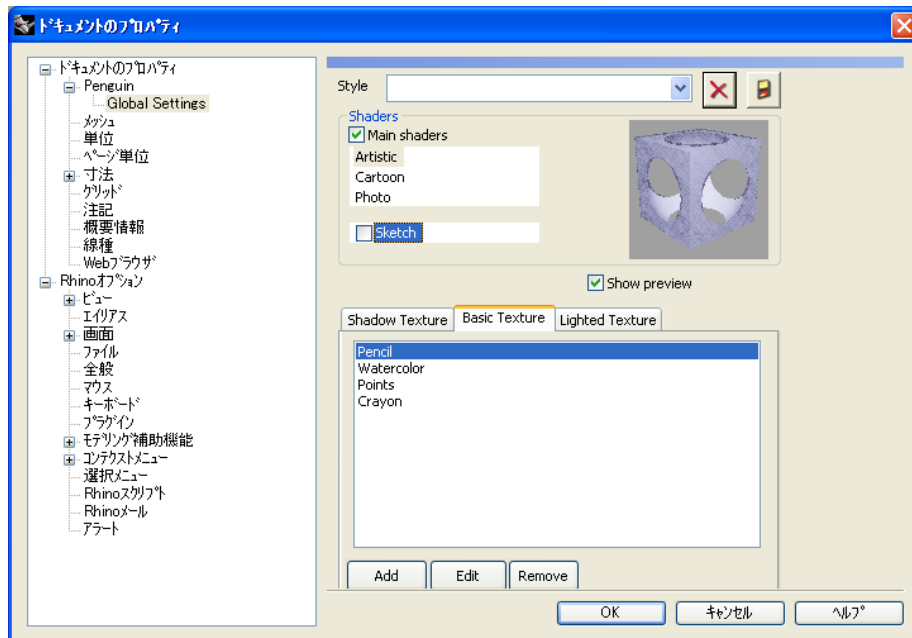 ドキュメントのプロパティ
ドキュメントのプロパティ
Penguin
Global Settings
メッシュ
単位
ページ単位
寸法
グリッド
注記
概要情報
線種
Webブラウザ
Rhinoオプション
ビュー
エイリアス
画面
ファイル
全般
マウス
キーボード
プラグイン
モデリング補助機能
コンテクストメニュー
選択メニュー
Rhinoスクリプト
Rhinoメール
アラート
Style
Shaders
Main shaders
Artistic
Cartoon
Photo
Sketch
Show preview
Shadow Texture Basic Texture Lighted Texture
Pencil
Watercolor
Points
Crayon
Add Edit Remove
OK キャンセル ヘルプ